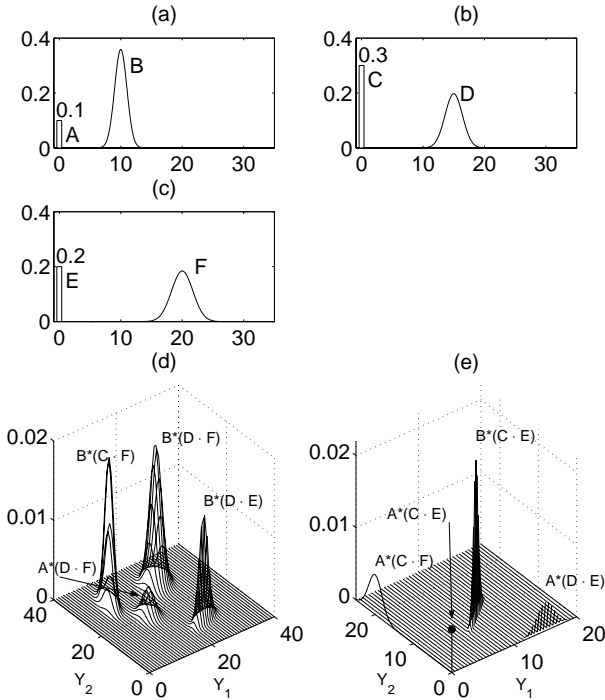 (a)
(b)
0.4
0.2
0
0.1
A
B
0 10 20 30
0.4
0.2
0
0.3
C
D
0 10 20 30
(c)
0.4
0.2
0
0.2
E
F
0 10 20 30
(d)
(e)
0.02
0.01
0
B*(C · F)
B*(D · F)
B*(D · E)
A*(D · F)
40
20
0
Y2
0
20
40
Y1
0.02
0.01
0
B*(C · E)
A*(C · E)
A*(C · F)
A*(D · E)
20
10
0
Y2
0
10
20
Y1